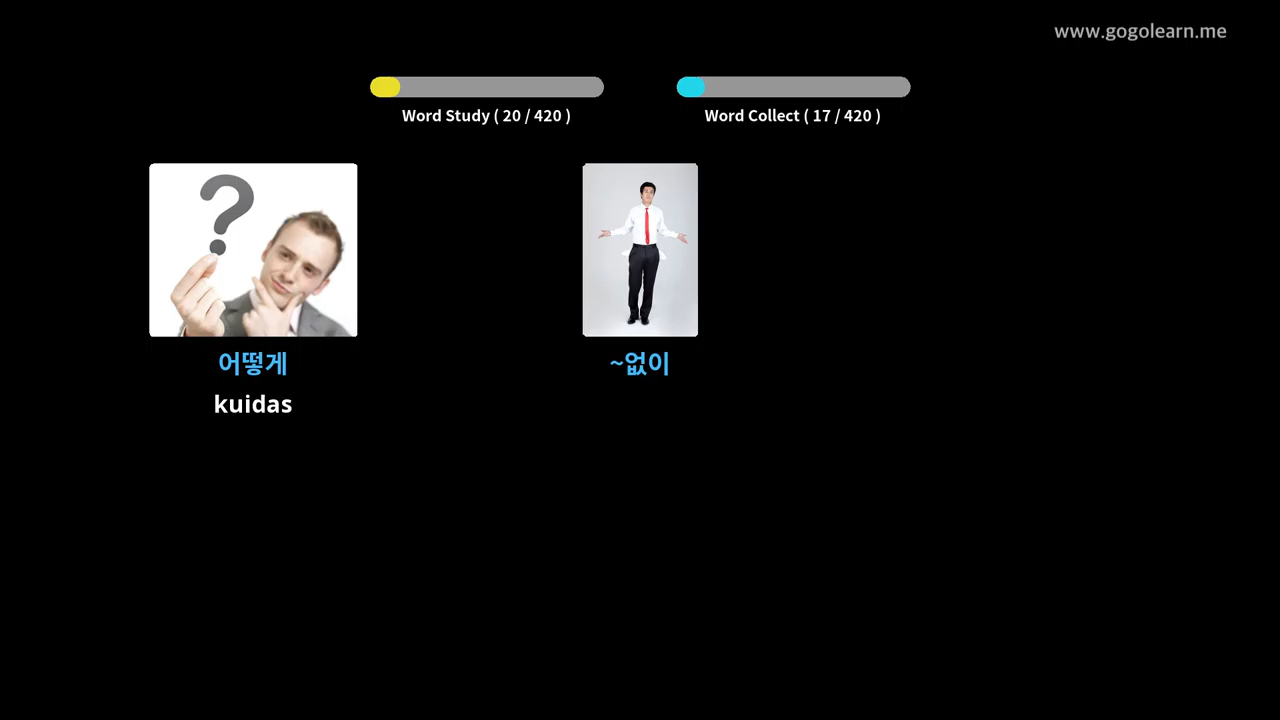 www.gogolearn.me
Word Study ( 20 / 420 )
Word Collect ( 17 / 420 )
?
어떻게
~없이
kuidas